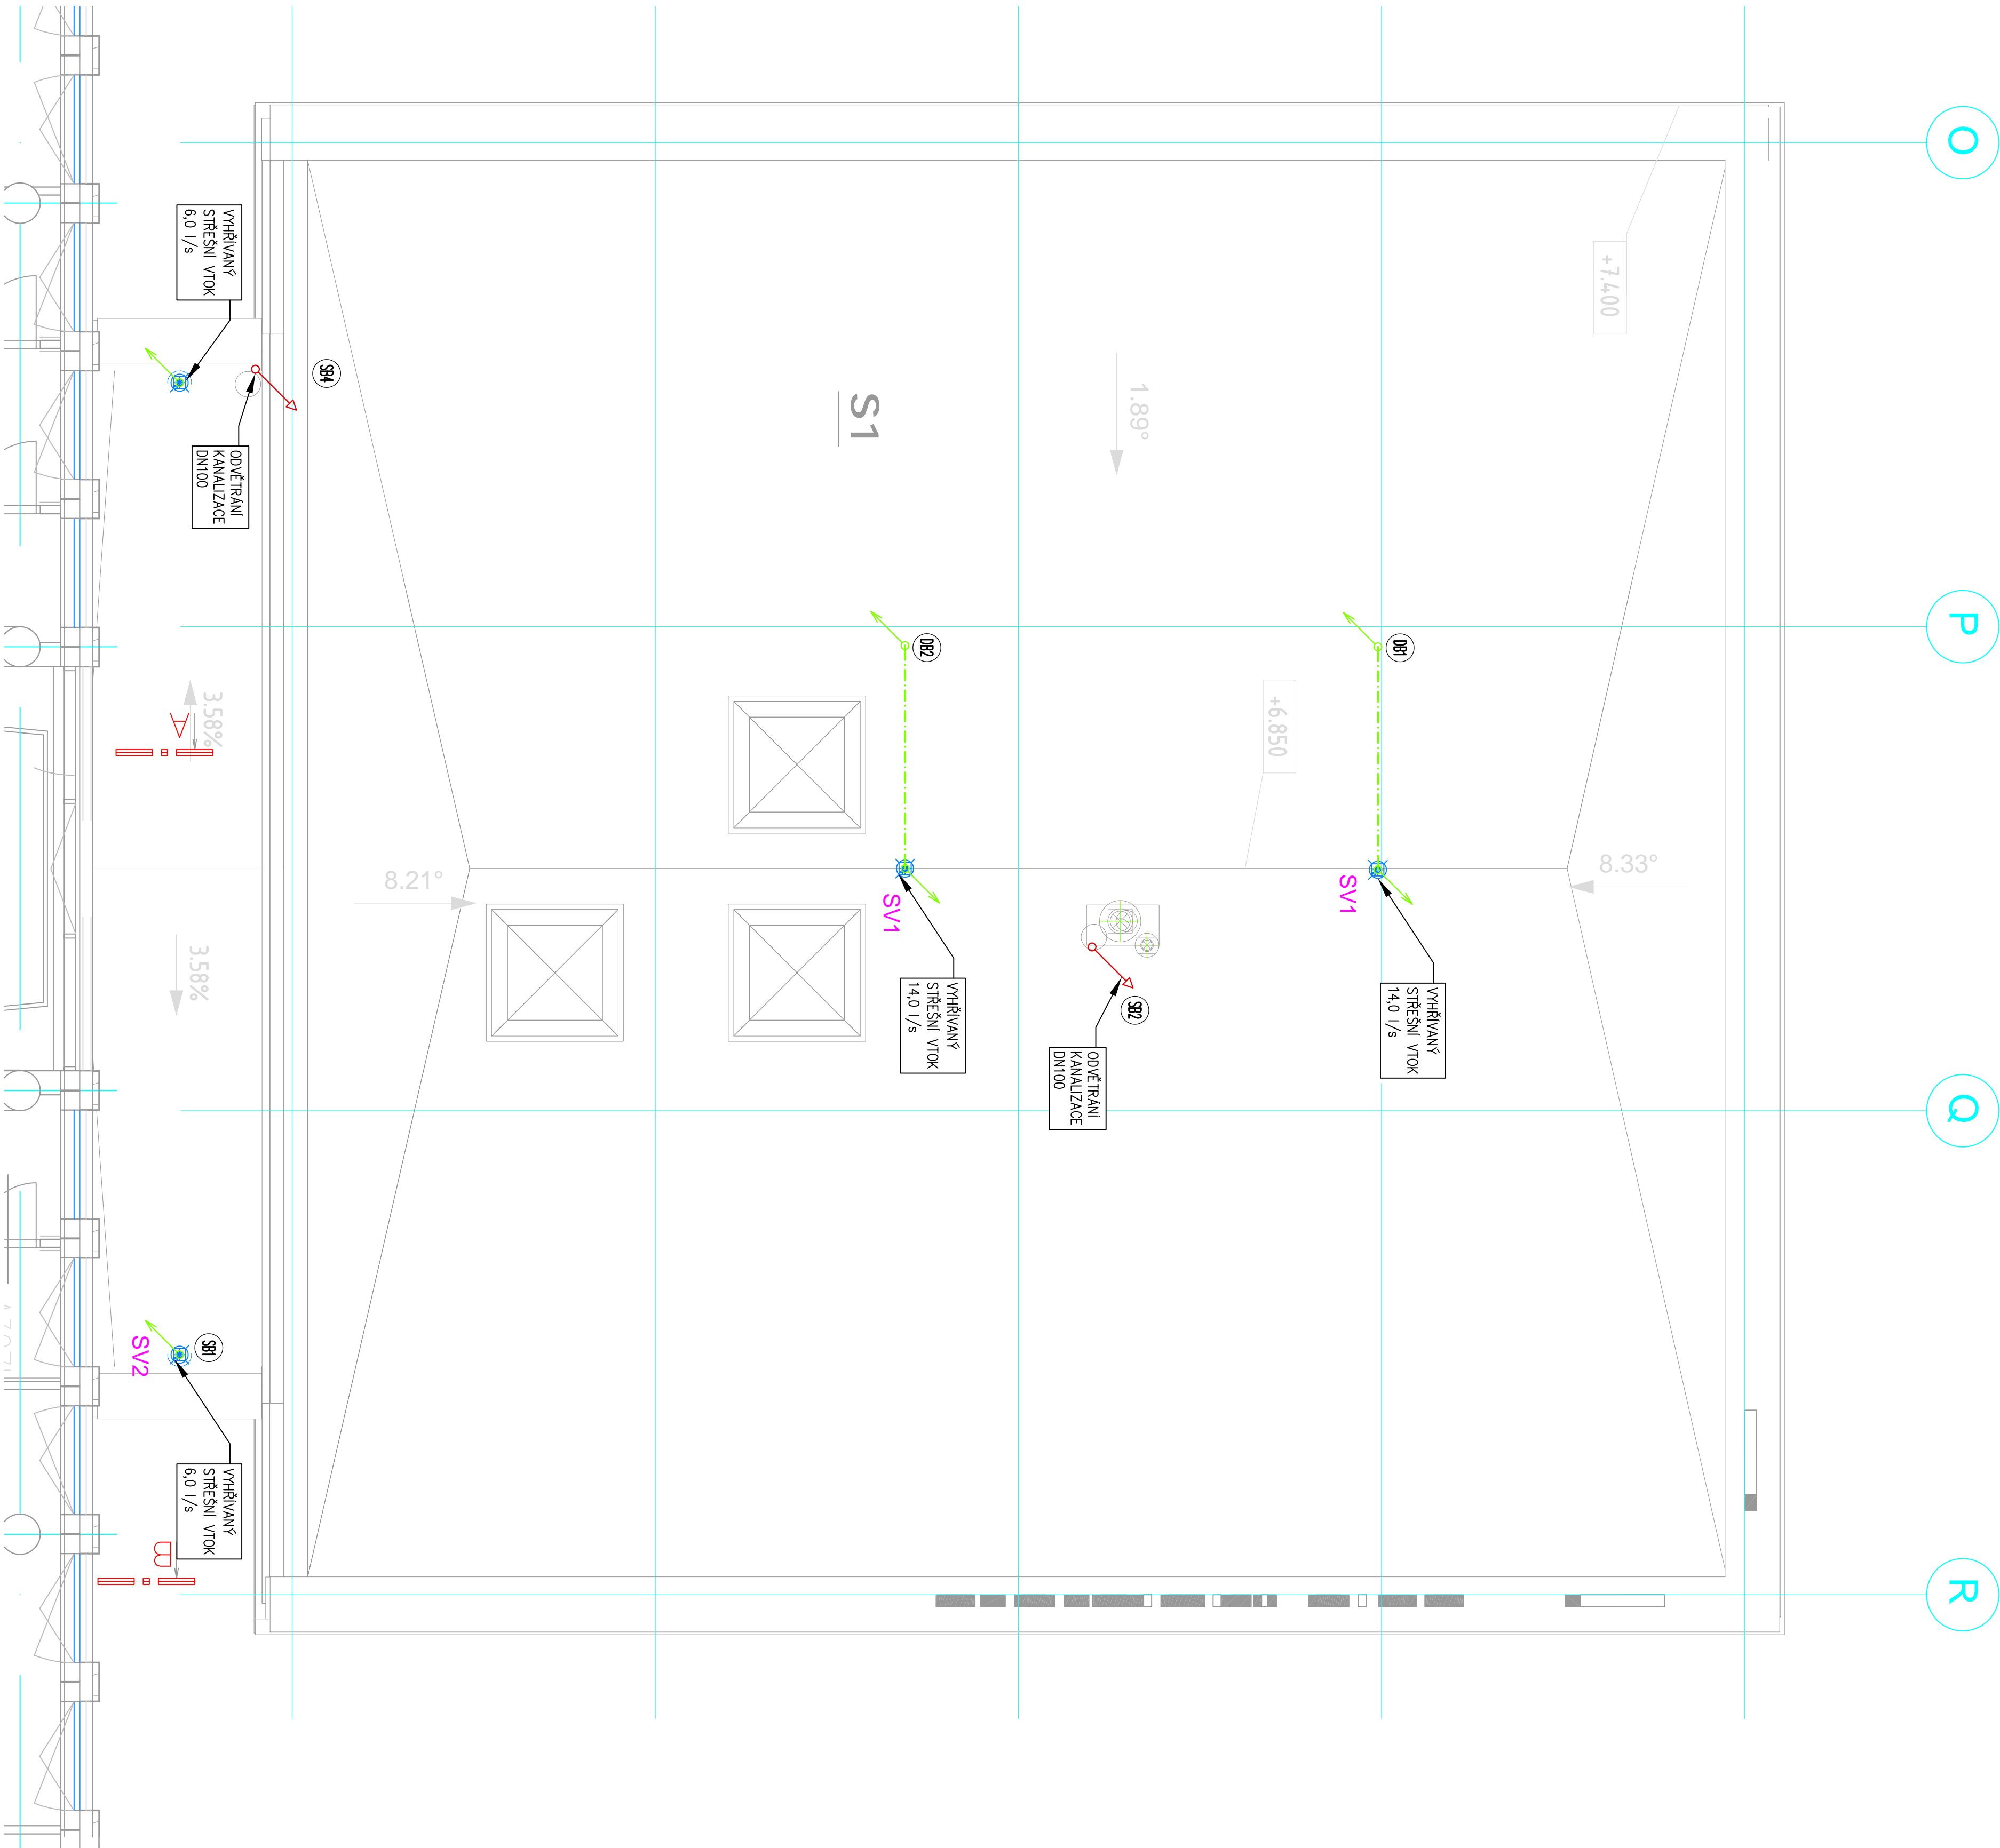 O
P
Q
R
+7.400
1.89°
S1
VYHŘÍVANÝ
STŘEŠNÍ VTOK
6,0 l/s
SB4
ODVĚTRÁNÍ
KANALIZACE
DN100
DB2
DB1
+6.850
3.58%
A
8.21°
8.33°
SV1
SV1
3.58%
VYHŘÍVANÝ
STŘEŠNÍ VTOK
14,0 l/s
VYHŘÍVANÝ
STŘEŠNÍ VTOK
14,0 l/s
SB2
ODVĚTRÁNÍ
KANALIZACE
DN100
SB1
SV2
VYHŘÍVANÝ
STŘEŠNÍ VTOK
6,0 l/s
B